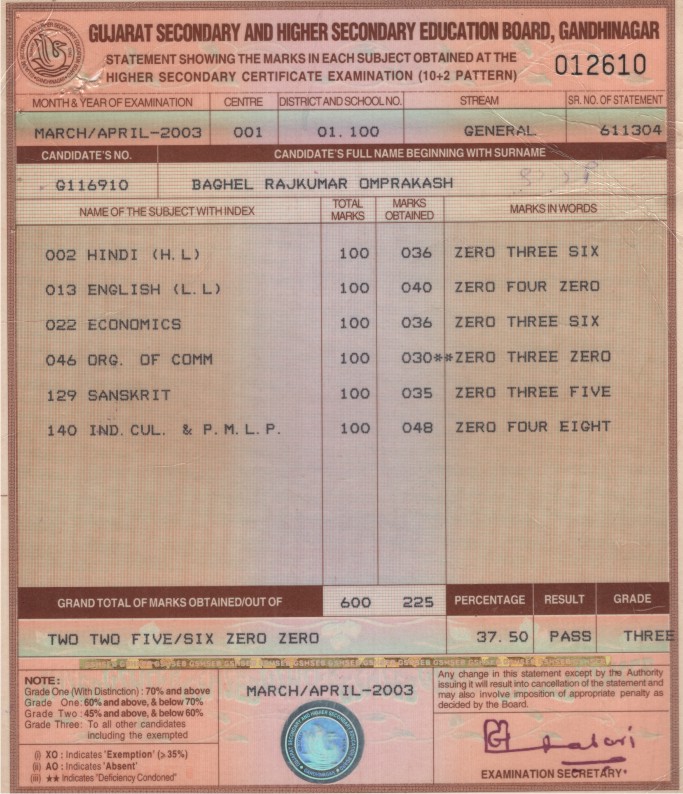 GUJARAT SECONDARY AND HIGHER SECONDARY EDUCATION BOARD, GANDHINAGAR
STATEMENT SHOWING THE MARKS IN EACH SUBJECT OBTAINED AT THE
HIGHER SECONDARY CERTIFICATE EXAMINATION (10+2 PATTERN)
012610
MONTH & YEAR OF EXAMINATION CENTRE DISTRICT AND SCHOOL NO. STREAM SR. NO. OF STATEMENT
MARCH/APRIL-2003 001 01.100 GENERAL 611304
CANDIDATE'S NO. CANDIDATE'S FULL NAME BEGINNING WITH SURNAME
G116910 BAGHEL RAJKUMAR OMPRAKASH
NAME OF THE SUBJECT WITH INDEX TOTAL MARKS MARKS OBTAINED MARKS IN WORDS
002 HINDI (H.L) 100 036 ZERO THREE SIX
013 ENGLISH (L.L) 100 040 ZERO FOUR ZERO
022 ECONOMICS 100 036 ZERO THREE SIX
046 ORG. OF COMM 100 030**ZERO THREE ZERO
129 SANSKRIT 100 035 ZERO THREE FIVE
140 IND.CUL. & P.M.L.P. 100 048 ZERO FOUR EIGHT
GRAND TOTAL OF MARKS OBTAINED/OUT OF 600 225 PERCENTAGE RESULT GRADE
TWO TWO FIVE/SIX ZERO ZERO 37.50 PASS THREE
NOTE:
Grade One (With Distinction) : 70% and above
Grade One: 60% and above, & below 70%
Grade Two : 45% and above, & below 60%
Grade Three: To all other candidates
including the exempted
(i) XO : Indicates 'Exemption' (≥ 35%)
(ii) AO : Indicates 'Absent'
(iii) ★★ Indicates "Deficiency Condoned"
MARCH/APRIL-2003
Any change in this statement except by the Authority
issuing it will result into cancellation of the statement and
may also involve imposition of appropriate penalty as
decided by the Board.
EXAMINATION SECRETARY